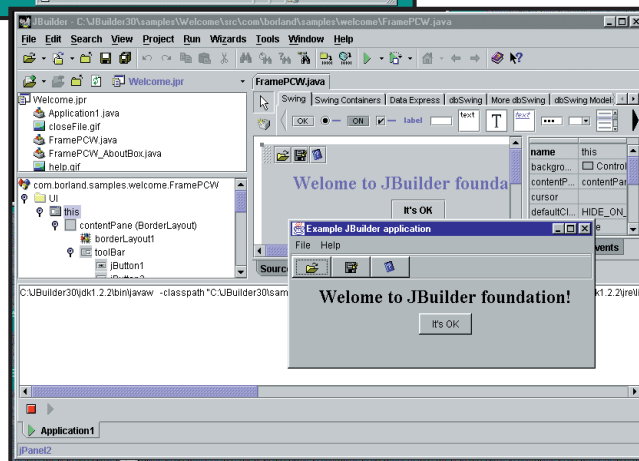 JBuilder - C:\JBuilder30\samples\Welcome\src\com\borland\samples\welcome\FramePCW.java
File Edit Search View Project Run Wizards Tools Window Help
Welcome.jpr
FramePCW.java
Welcome.jpr
Application1.java
closeFile.gif
FramePCW.java
FramePCW_AboutBox.java
help.gif
Swing Swing Containers Data Express dbSwing More dbSwing dbSwing Models
OK ON label text T text
com.borland.samples.welcome.FramePCW
UI
this
contentPane (BorderLayout)
borderLayout1
toolBar
jButton1
Welome to JBuilder founda
It's OK
name this
backgro... Control
contentP... contentPan
cursor
defaultCl... HIDE_ON_
Sourc
vents
Example JBuilder application
File Help
Welome to JBuilder foundation!
It's OK
C:\JBuilder30\jdk1.2.2\bin\javaw -classpath "C:\JBuilder30\sam
k1.2.2\jre\li
Application1
jPanel2